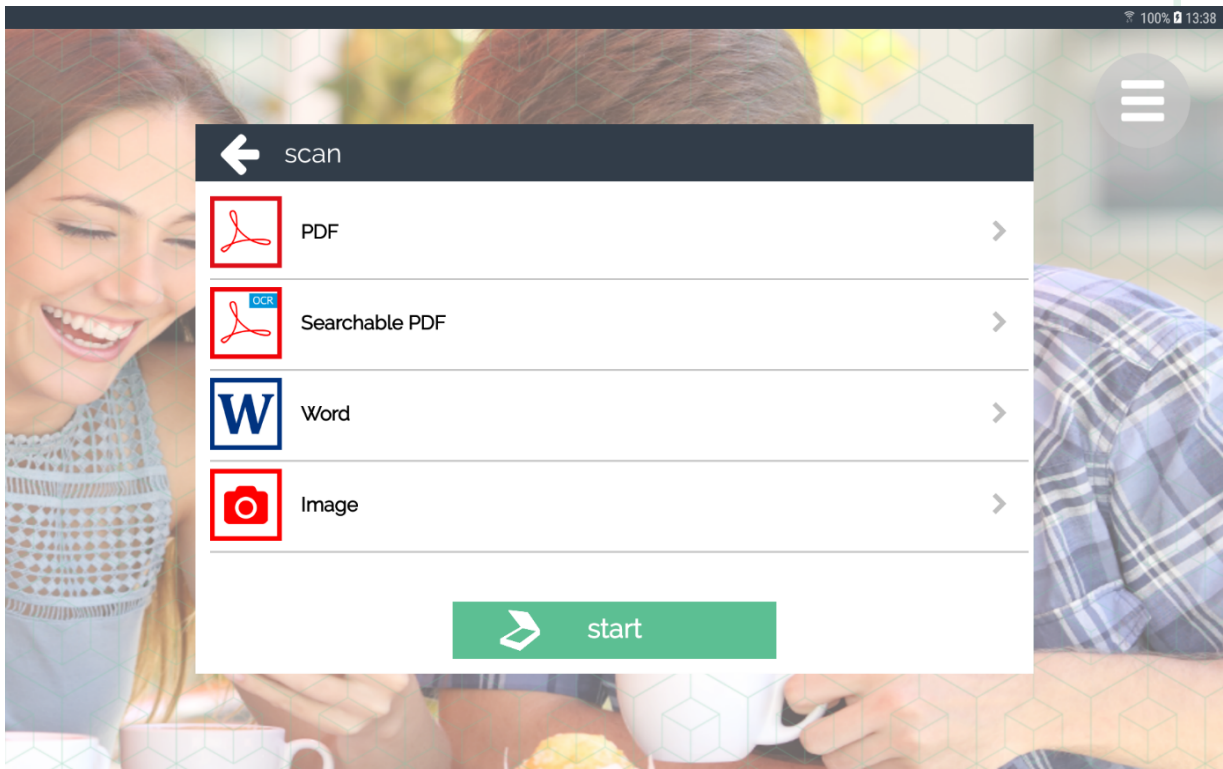 100% 13:38
scan
PDF
OCR
Searchable PDF
W
Word
Image
start